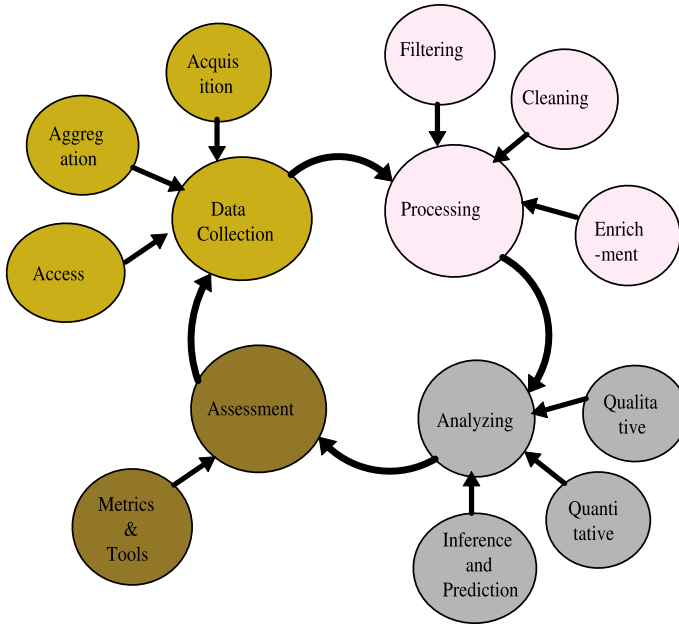 Acquis
ition
Aggreg
ation
Access
Data
Collection
Filtering
Cleaning
Processing
Enrich
-ment
Assessment
Metrics
&
Tools
Analyzing
Qualita
tive
Quanti
tative
Inference
and
Prediction